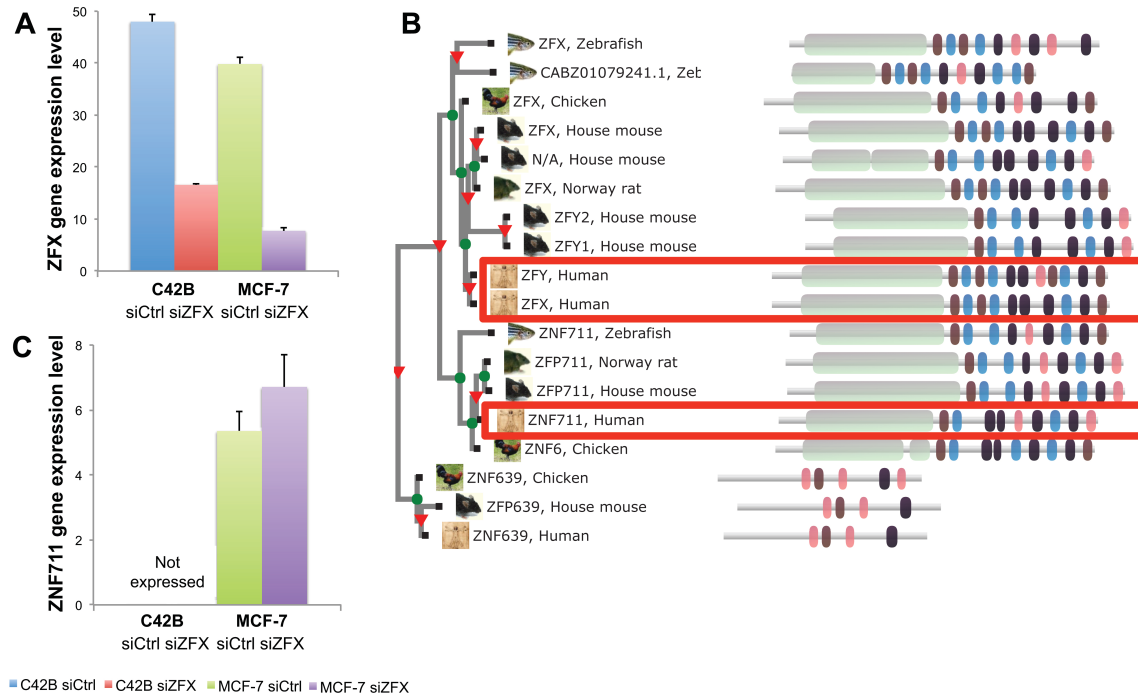 A
ZFX gene expression level
50
40
30
20
10
0
C42B MCF-7
siCtrl siZFX siCtrl siZFX
B
ZFX, Zebrafish
CABZ01079241.1, Zet
ZFX, Chicken
ZFX, House mouse
N/A, House mouse
ZFX, Norway rat
ZFY2, House mouse
ZFY1, House mouse
ZFY, Human
ZFX, Human
ZNF711, Zebrafish
ZFP711, Norway rat
ZFP711, House mouse
ZNF711, Human
ZNF6, Chicken
ZNF639, Chicken
ZFP639, House mouse
ZNF639, Human
C
ZNF711 gene expression level
8
6
4
2
0
Not
expressed
C42B MCF-7
siCtrl siZFX siCtrl siZFX
C42B siCtrl C42B siZFX MCF-7 siCtrl MCF-7 siZFX